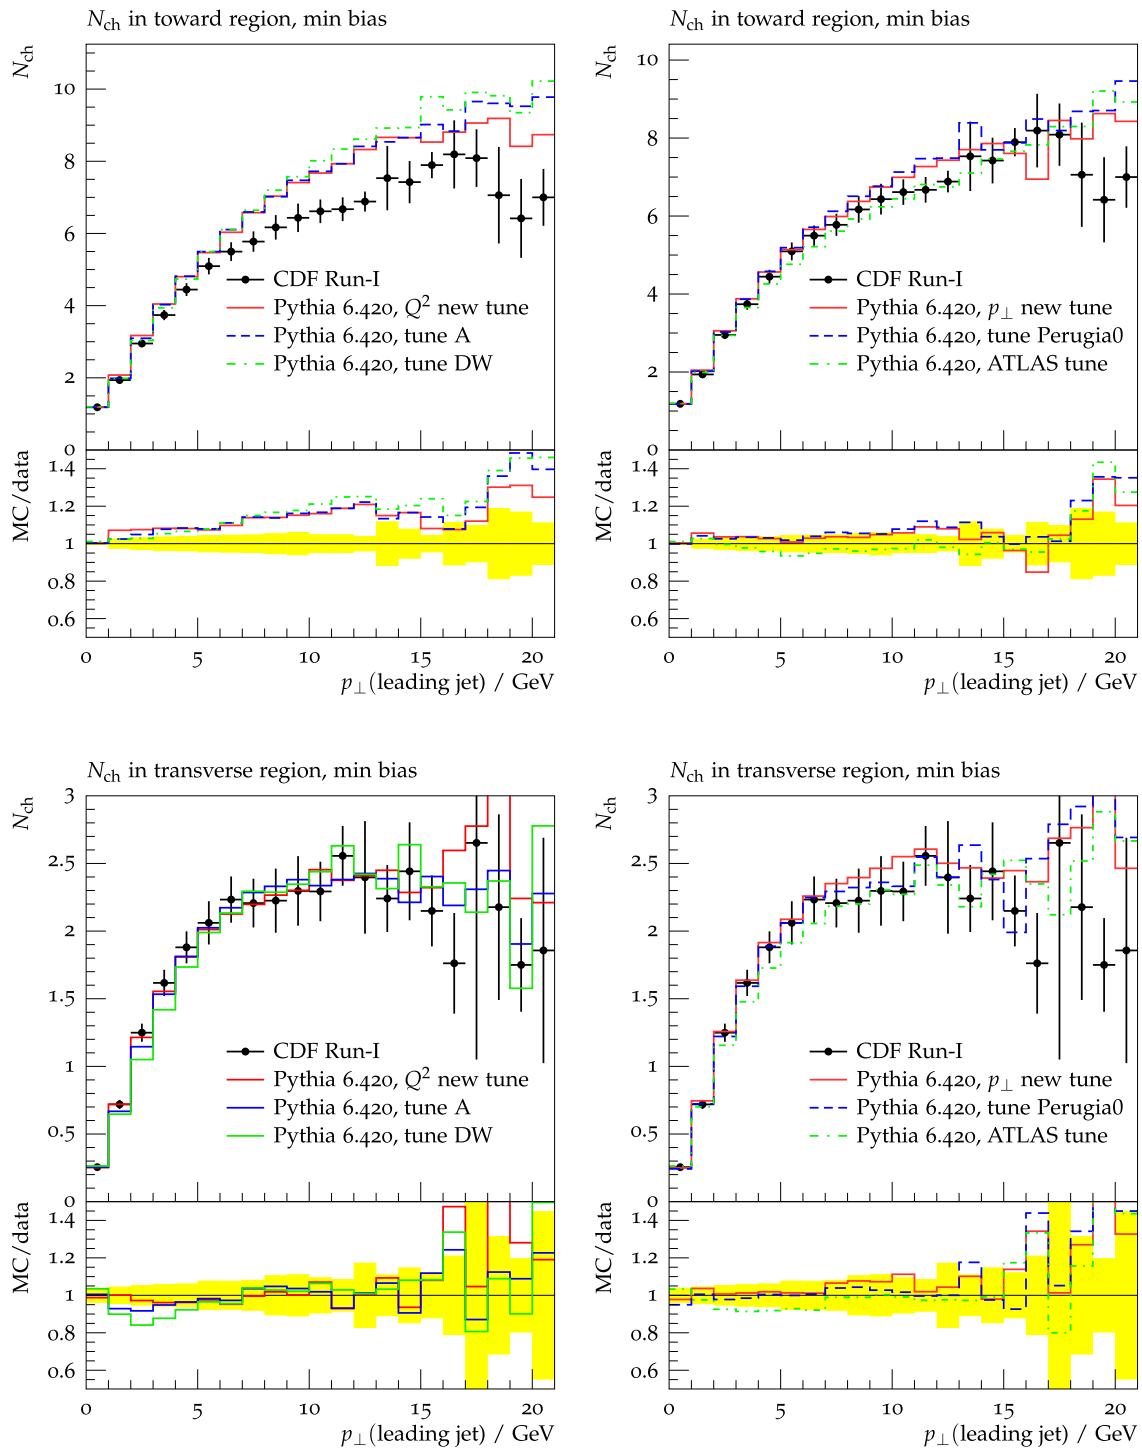 N_ch in toward region, min bias
N_ch
10
8
6
4
2
0
CDF Run-I
Pythia 6.420, Q² new tune
Pythia 6.420, tune A
Pythia 6.420, tune DW
MC/data
1.4
1.2
1
0.8
0.6
0 5 10 15 20
p⊥(leading jet) / GeV
N_ch in toward region, min bias
N_ch
10
8
6
4
2
0
CDF Run-I
Pythia 6.420, p⊥ new tune
Pythia 6.420, tune Perugia0
Pythia 6.420, ATLAS tune
MC/data
1.4
1.2
1
0.8
0.6
0 5 10 15 20
p⊥(leading jet) / GeV
N_ch in transverse region, min bias
N_ch
3
2.5
2
1.5
1
0.5
0
CDF Run-I
Pythia 6.420, Q² new tune
Pythia 6.420, tune A
Pythia 6.420, tune DW
MC/data
1.4
1.2
1
0.8
0.6
0 5 10 15 20
p⊥(leading jet) / GeV
N_ch in transverse region, min bias
N_ch
3
2.5
2
1.5
1
0.5
0
CDF Run-I
Pythia 6.420, p⊥ new tune
Pythia 6.420, tune Perugia0
Pythia 6.420, ATLAS tune
MC/data
1.4
1.2
1
0.8
0.6
0 5 10 15 20
p⊥(leading jet) / GeV